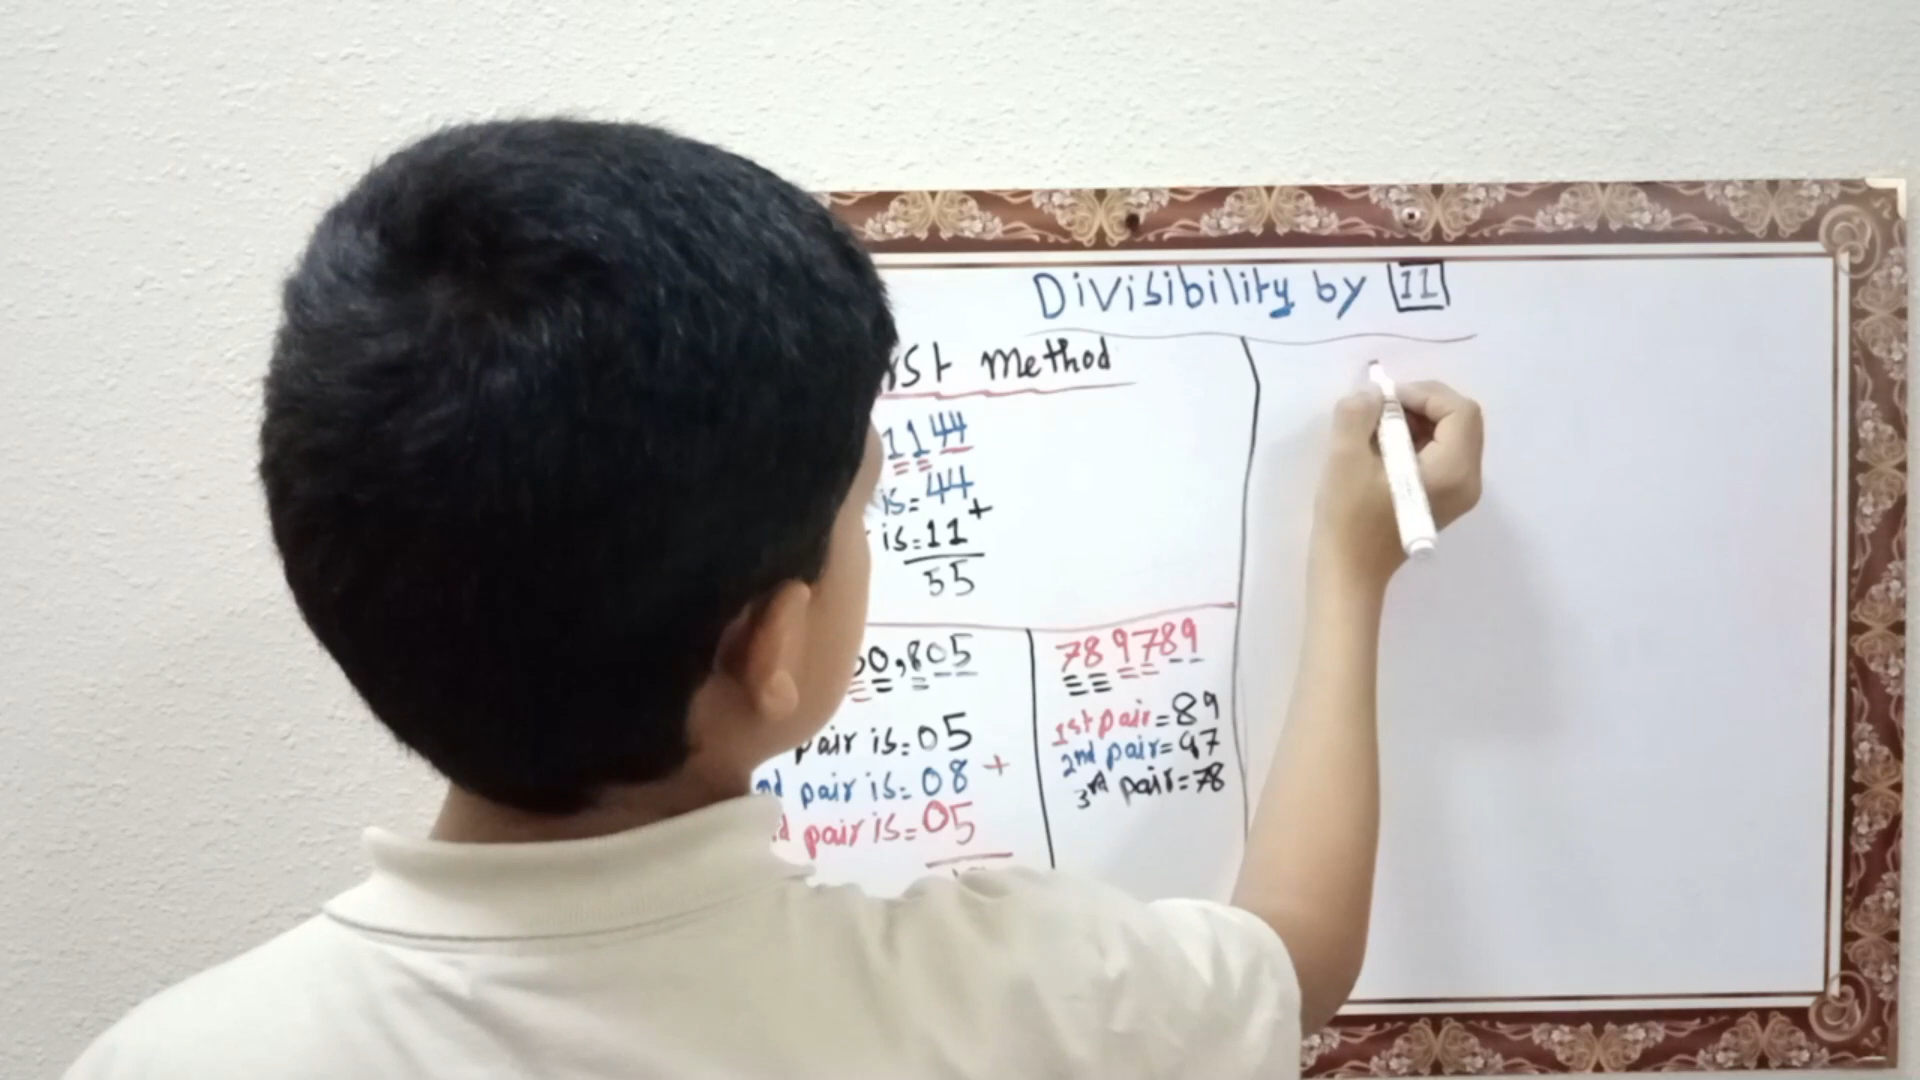 Divisibility by 11
Method
1144
is=44
+
is=11
55
0,805
pair is=05
pair is=08 +
pair is=05
789789
1st pair=89
2nd pair=97
3rd pair=78